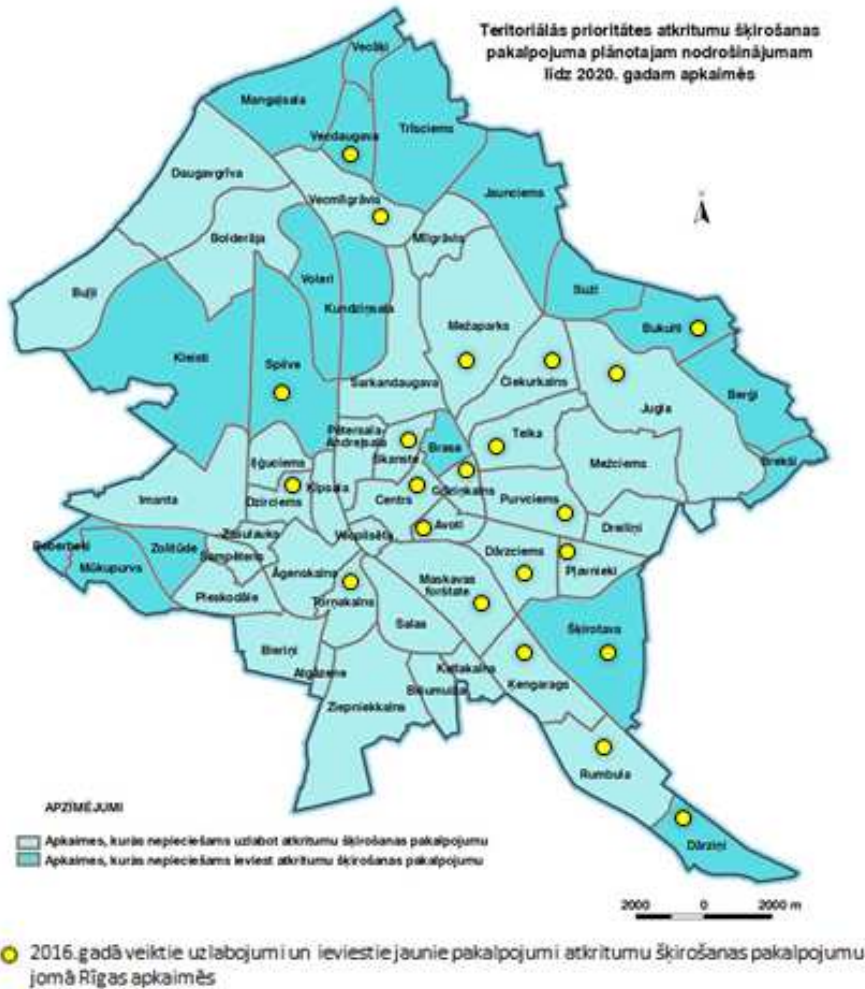 Teritoriālās prioritātes atkritumu šķirošanas
pakalpojuma plānotajam nodrošinājumam
līdz 2020. gadam apkaimēs
Vecāķi
Mangaļsala
Vecdaugava
Trīsciems
Daugavgrīva
Jaunciems
Vecmīlgrāvis
Bolderāja
Mīlgrāvis
Buļļi
Voleri
Suži
Kundziņsala
Bukulti
Mežaparks
Kleisti
Spilve
Čiekurkalns
Sarkandaugava
Berģi
Jugla
Pētersala-
Andrejsala
Brasa
Teika
Skanste
Brekši
Iļģuciems
Mežciems
Grīziņkalns
Imanta
Dzirciems
Ķīpsala
Centrs
Purvciems
Dreiliņi
Zasulauks
Vecpilsēta
Avoti
Beberbeķi
Zolitūde
Dārzciems
Mūkupurvs
Šampēteris
Pļavnieki
Āgenskalns
Maskavas
forštate
Pleskodāle
Torņakalns
Salas
Šķirotava
Bieriņi
Katlakalns
Atgāzene
Bišumuiža
Ķengarags
Ziepniekkalns
Rumbula
APZĪMĒJUMI
Apkaimes, kurās nepieciešams uzlabot atkritumu šķirošanas pakalpojumu
Apkaimes, kurās nepieciešams ieviest atkritumu šķirošanas pakalpojumu
Dārziņi
2000 0 2000 m
2016.gadā veiktie uzlabojumi un ieviestie jaunie pakalpojumi atkritumu šķirošanas pakalpojumu
jomā Rīgas apkaimēs